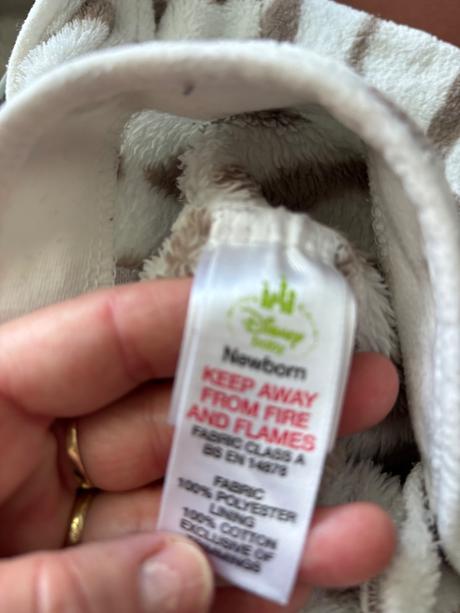 Disney
baby
Newborn
KEEP AWAY
FROM FIRE
AND FLAMES
FABRIC CLASS A
BS EN 14878
FABRIC
100% POLYESTER
LINING
100% COTTON
EXCLUSIVE OF
TRIMMINGS